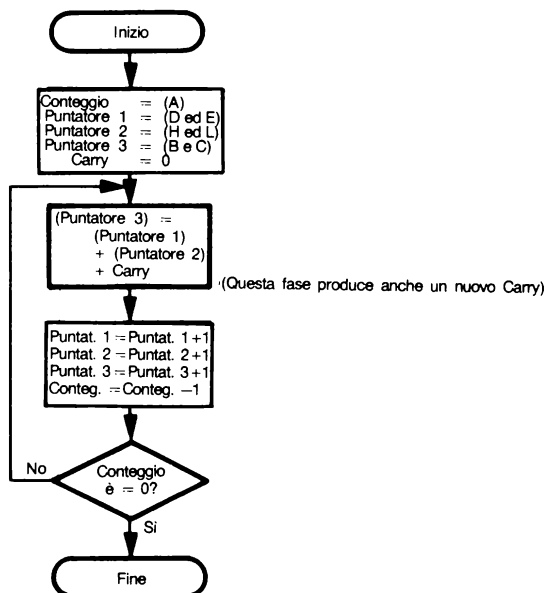 Inizio
Conteggio = (A)
Puntatore 1 = (D ed E)
Puntatore 2 = (H ed L)
Puntatore 3 = (B e C)
Carry = 0
(Puntatore 3) =
(Puntatore 1)
+ (Puntatore 2)
+ Carry
(Questa fase produce anche un nuovo Carry)
Puntat. 1 = Puntat. 1+1
Puntat. 2 = Puntat. 2+1
Puntat. 3 = Puntat. 3+1
Conteg. = Conteg. −1
Conteggio
è = 0?
No
Sì
Fine